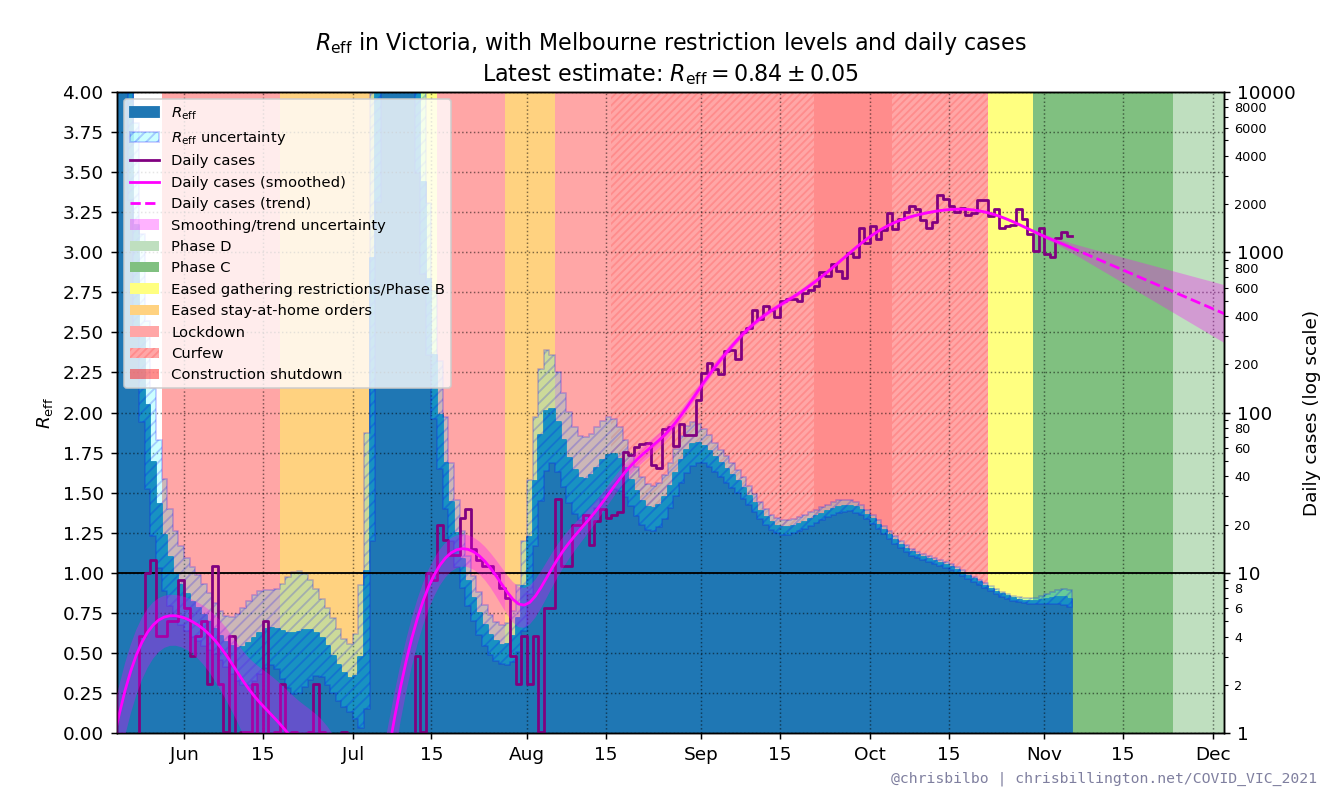 Reff in Victoria, with Melbourne restriction levels and daily cases
Latest estimate: Reff = 0.84 ± 0.05
4.00
3.75
3.50
3.25
3.00
2.75
2.50
2.25
2.00
1.75
1.50
1.25
1.00
0.75
0.50
0.25
0.00
Reff
Reff
Reff uncertainty
Daily cases
Daily cases (smoothed)
Daily cases (trend)
Smoothing/trend uncertainty
Phase D
Phase C
Eased gathering restrictions/Phase B
Eased stay-at-home orders
Lockdown
Curfew
Construction shutdown
10000
8000
6000
4000
2000
1000
800
600
400
200
100
80
60
40
20
10
8
6
4
2
1
Daily cases (log scale)
Jun 15 Jul 15 Aug 15 Sep 15 Oct 15 Nov 15 Dec
@chrisbilbo | chrisbillington.net/COVID_VIC_2021